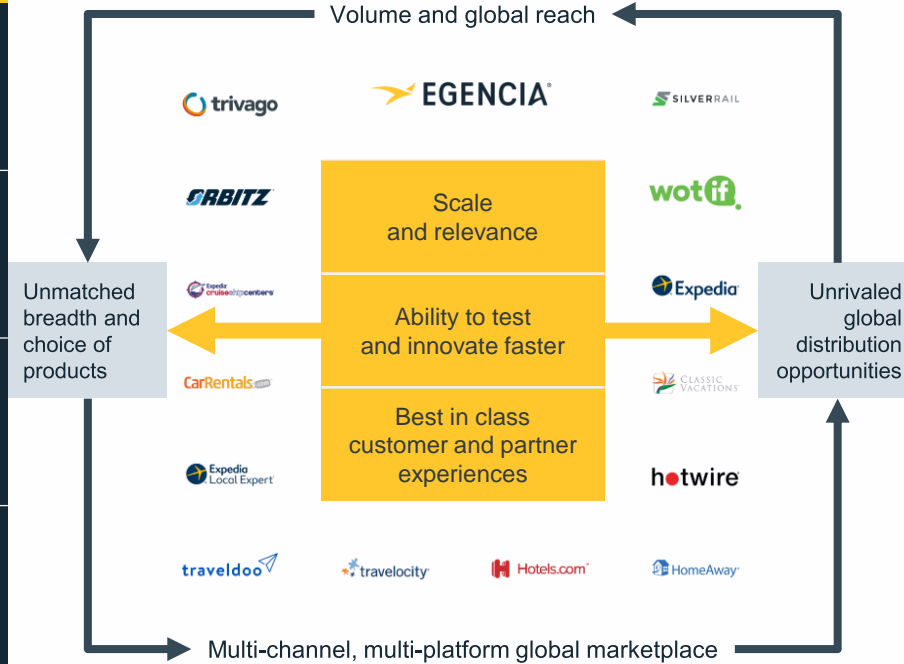 Volume and global reach
trivago
EGENCIA
SILVERRAIL
ORBITZ
Scale
and relevance
wotif.
Unmatched
breadth and
choice of
products
Expedia
cruiseshipcenters
Ability to test
and innovate faster
Expedia
Unrivaled
global
distribution
opportunities
CarRentals
CLASSIC
VACATIONS
Best in class
customer and partner
experiences
Expedia
Local Expert
hotwire
traveldoo
travelocity
Hotels.com
HomeAway
Multi-channel, multi-platform global marketplace